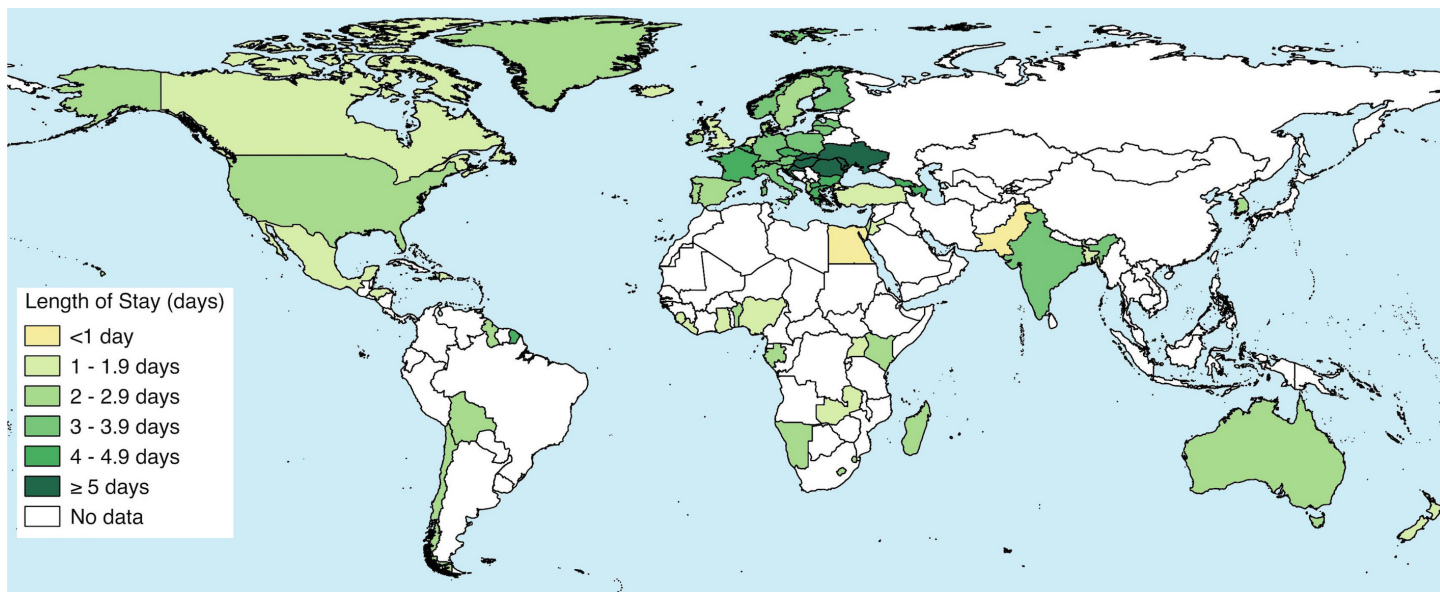 Length of Stay (days)
<1 day
1 - 1.9 days
2 - 2.9 days
3 - 3.9 days
4 - 4.9 days
≥ 5 days
No data